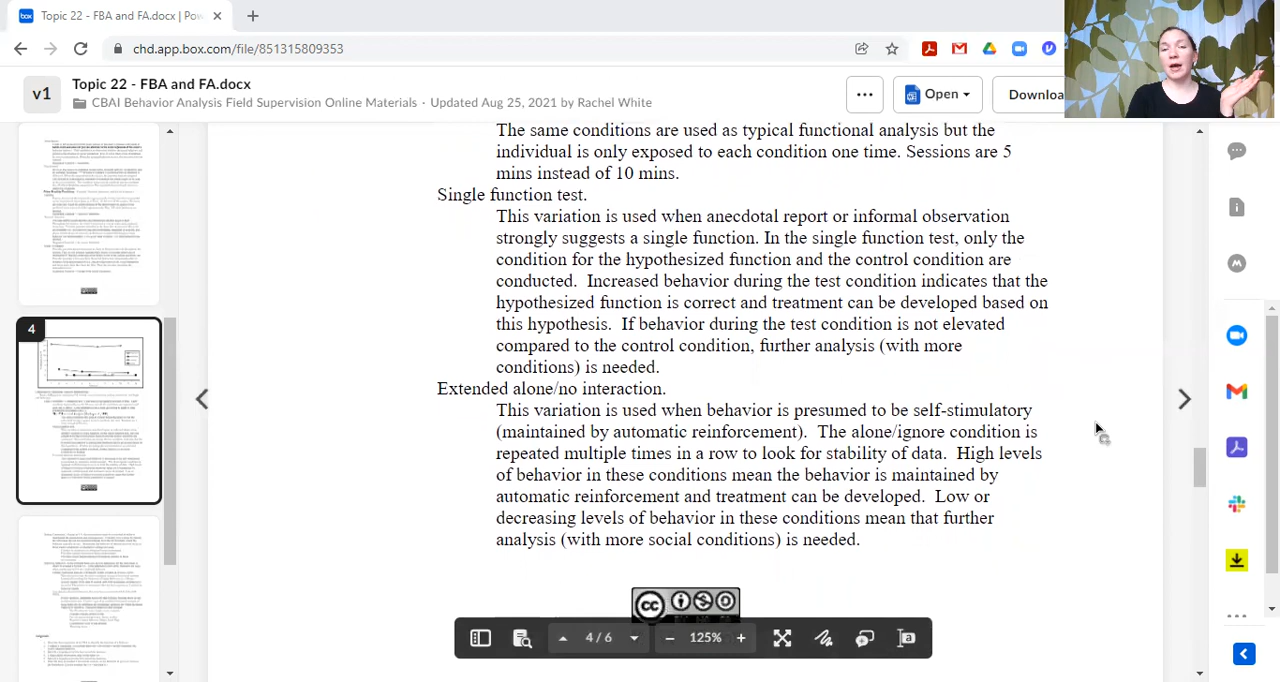 Topic 22 - FBA and FA.docx | Pow
chd.app.box.com/file/851315809353
v1
Topic 22 - FBA and FA.docx
CBAI Behavior Analysis Field Supervision Online Materials · Updated Aug 25, 2021 by Rachel White
Open
Downloa
The same conditions are used as typical functional analysis but the
individual is only exposed to each condition one time. Sessions are 5
mins instead of 10 mins.
Single function test.
This variation is used when anecdotal report or informal observation
strongly suggests a single function. In the single function test, only the
condition for the hypothesized function and the control condition are
conducted. Increased behavior during the test condition indicates that the
hypothesized function is correct and treatment can be developed based on
this hypothesis. If behavior during the test condition is not elevated
compared to the control condition, further analysis (with more
conditions) is needed.
Extended alone/no interaction.
This variation is used when behavior is assumed to be self-stimulatory
(maintained by automatic reinforcement). The alone/ignore condition is
repeated multiple times in a row to look for stability of data. High levels
of behavior in these conditions mean the behavior is maintained by
automatic reinforcement and treatment can be developed. Low or
decreasing levels of behavior in these conditions mean that further
analysis (with more social conditions) is needed.
4
4 / 6
125%